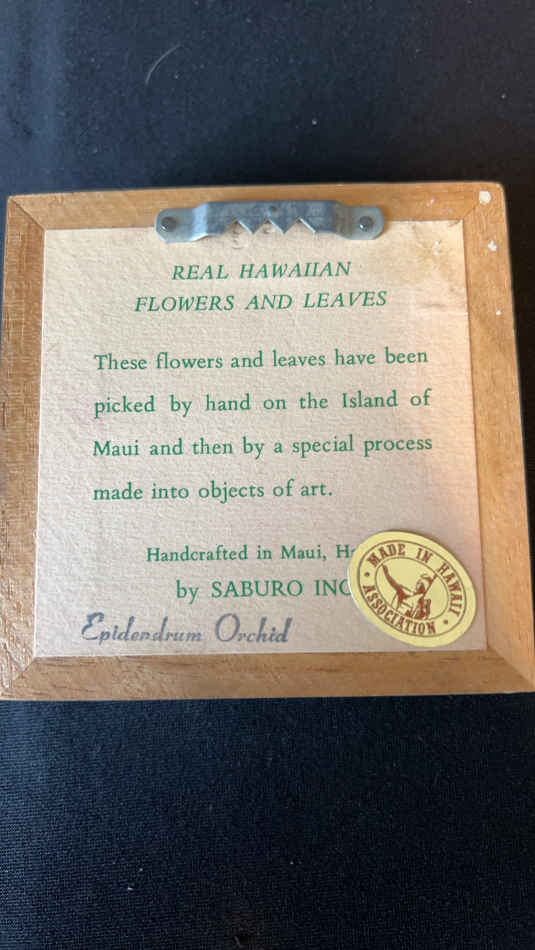 REAL HAWAIIAN
FLOWERS AND LEAVES
These flowers and leaves have been
picked by hand on the Island of
Maui and then by a special process
made into objects of art.
Handcrafted in Maui, Ha
by SABURO INC
Epidendrum Orchid
MADE IN HAWAII
ASSOCIATION